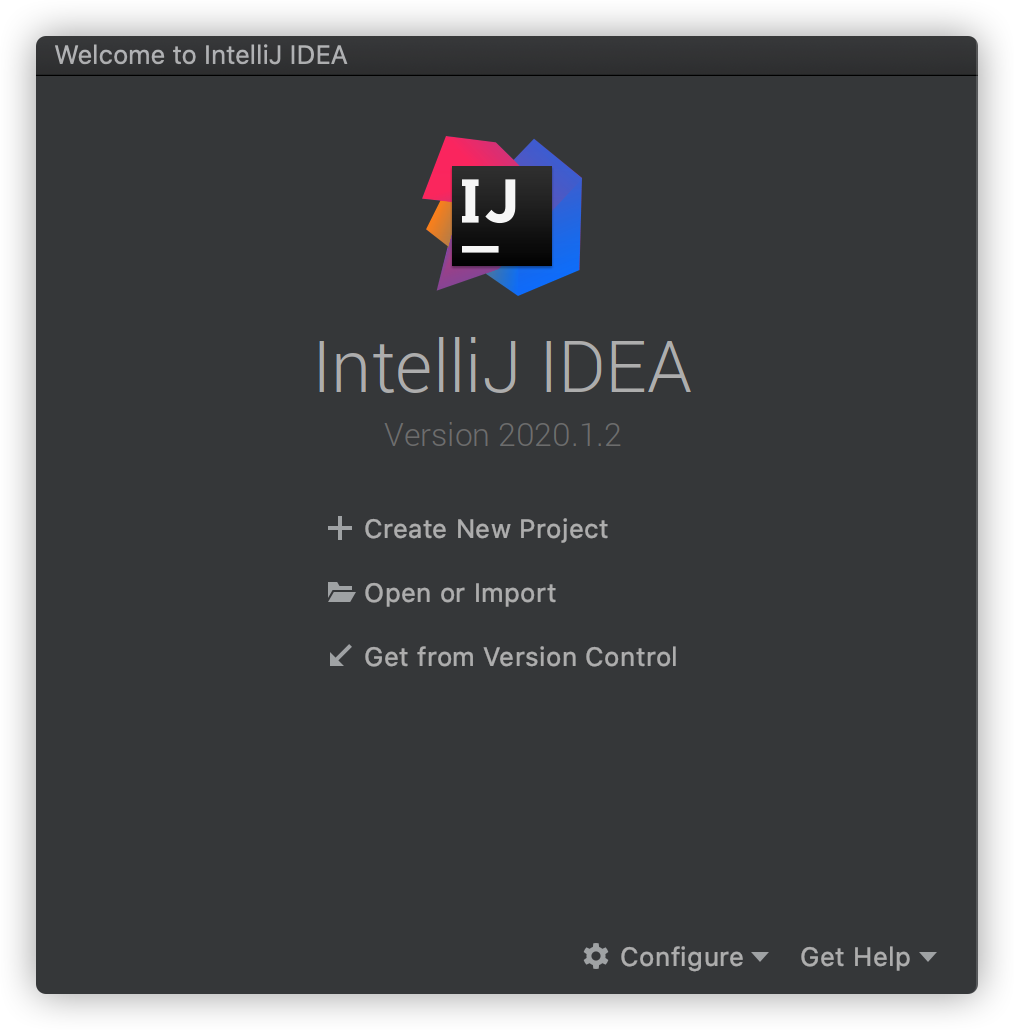 Welcome to IntelliJ IDEA
IJ
IntelliJ IDEA
Version 2020.1.2
Create New Project
Open or Import
Get from Version Control
Configure
Get Help